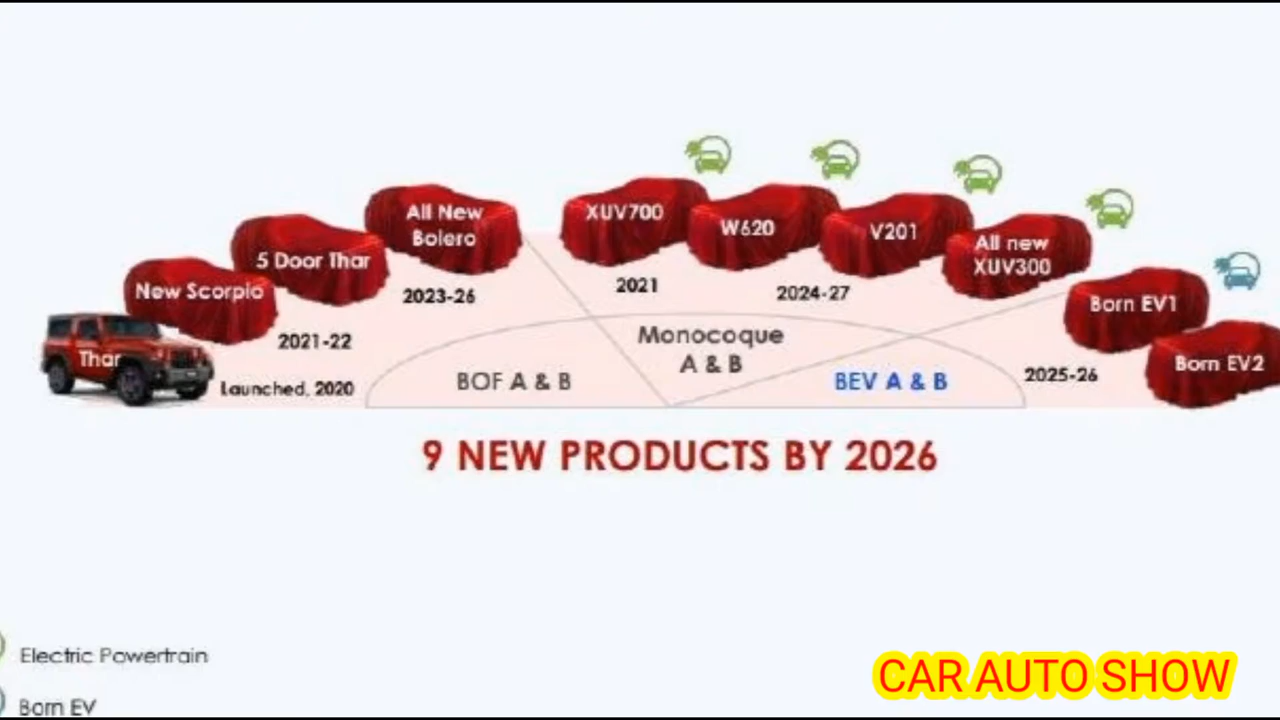 All New
Bolero
XUV700
W620
V201
All new
XUV300
5 Door Thar
New Scorpio
Born EV1
Born EV2
Thar
2023-26
2021
2024-27
2021-22
Launched, 2020
2025-26
Monocoque
A & B
BOF A & B
BEV A & B
9 NEW PRODUCTS BY 2026
Electric Powertrain
Born EV
CAR AUTO SHOW